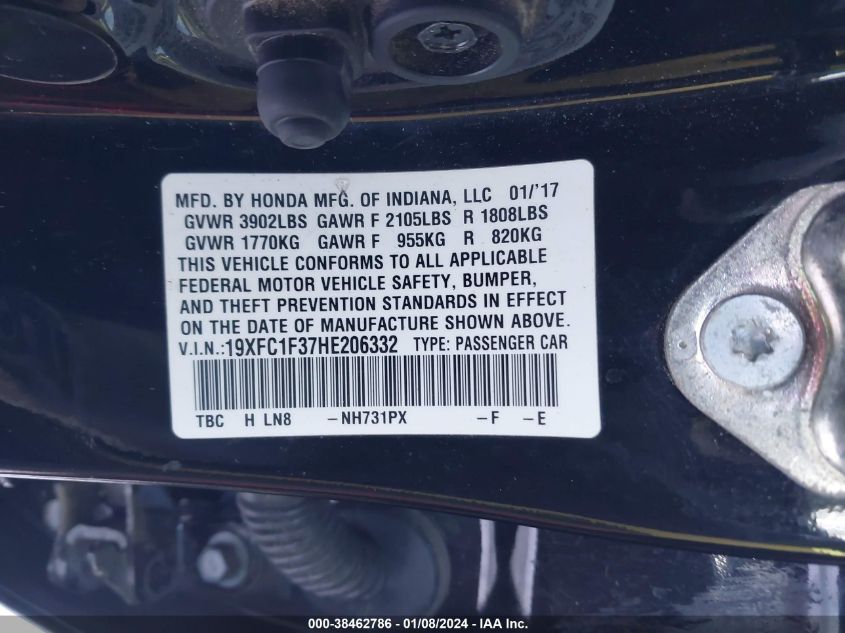 MFD. BY HONDA MFG. OF INDIANA, LLC 01/'17
GVWR 3902LBS GAWR F 2105LBS R 1808LBS
GVWR 1770KG GAWR F 955KG R 820KG
THIS VEHICLE CONFORMS TO ALL APPLICABLE
FEDERAL MOTOR VEHICLE SAFETY, BUMPER,
AND THEFT PREVENTION STANDARDS IN EFFECT
ON THE DATE OF MANUFACTURE SHOWN ABOVE.
V.I.N.:19XFC1F37HE206332 TYPE: PASSENGER CAR
TBC H LN8 -NH731PX -F -E
000-38462786 - 01/08/2024 - IAA Inc.